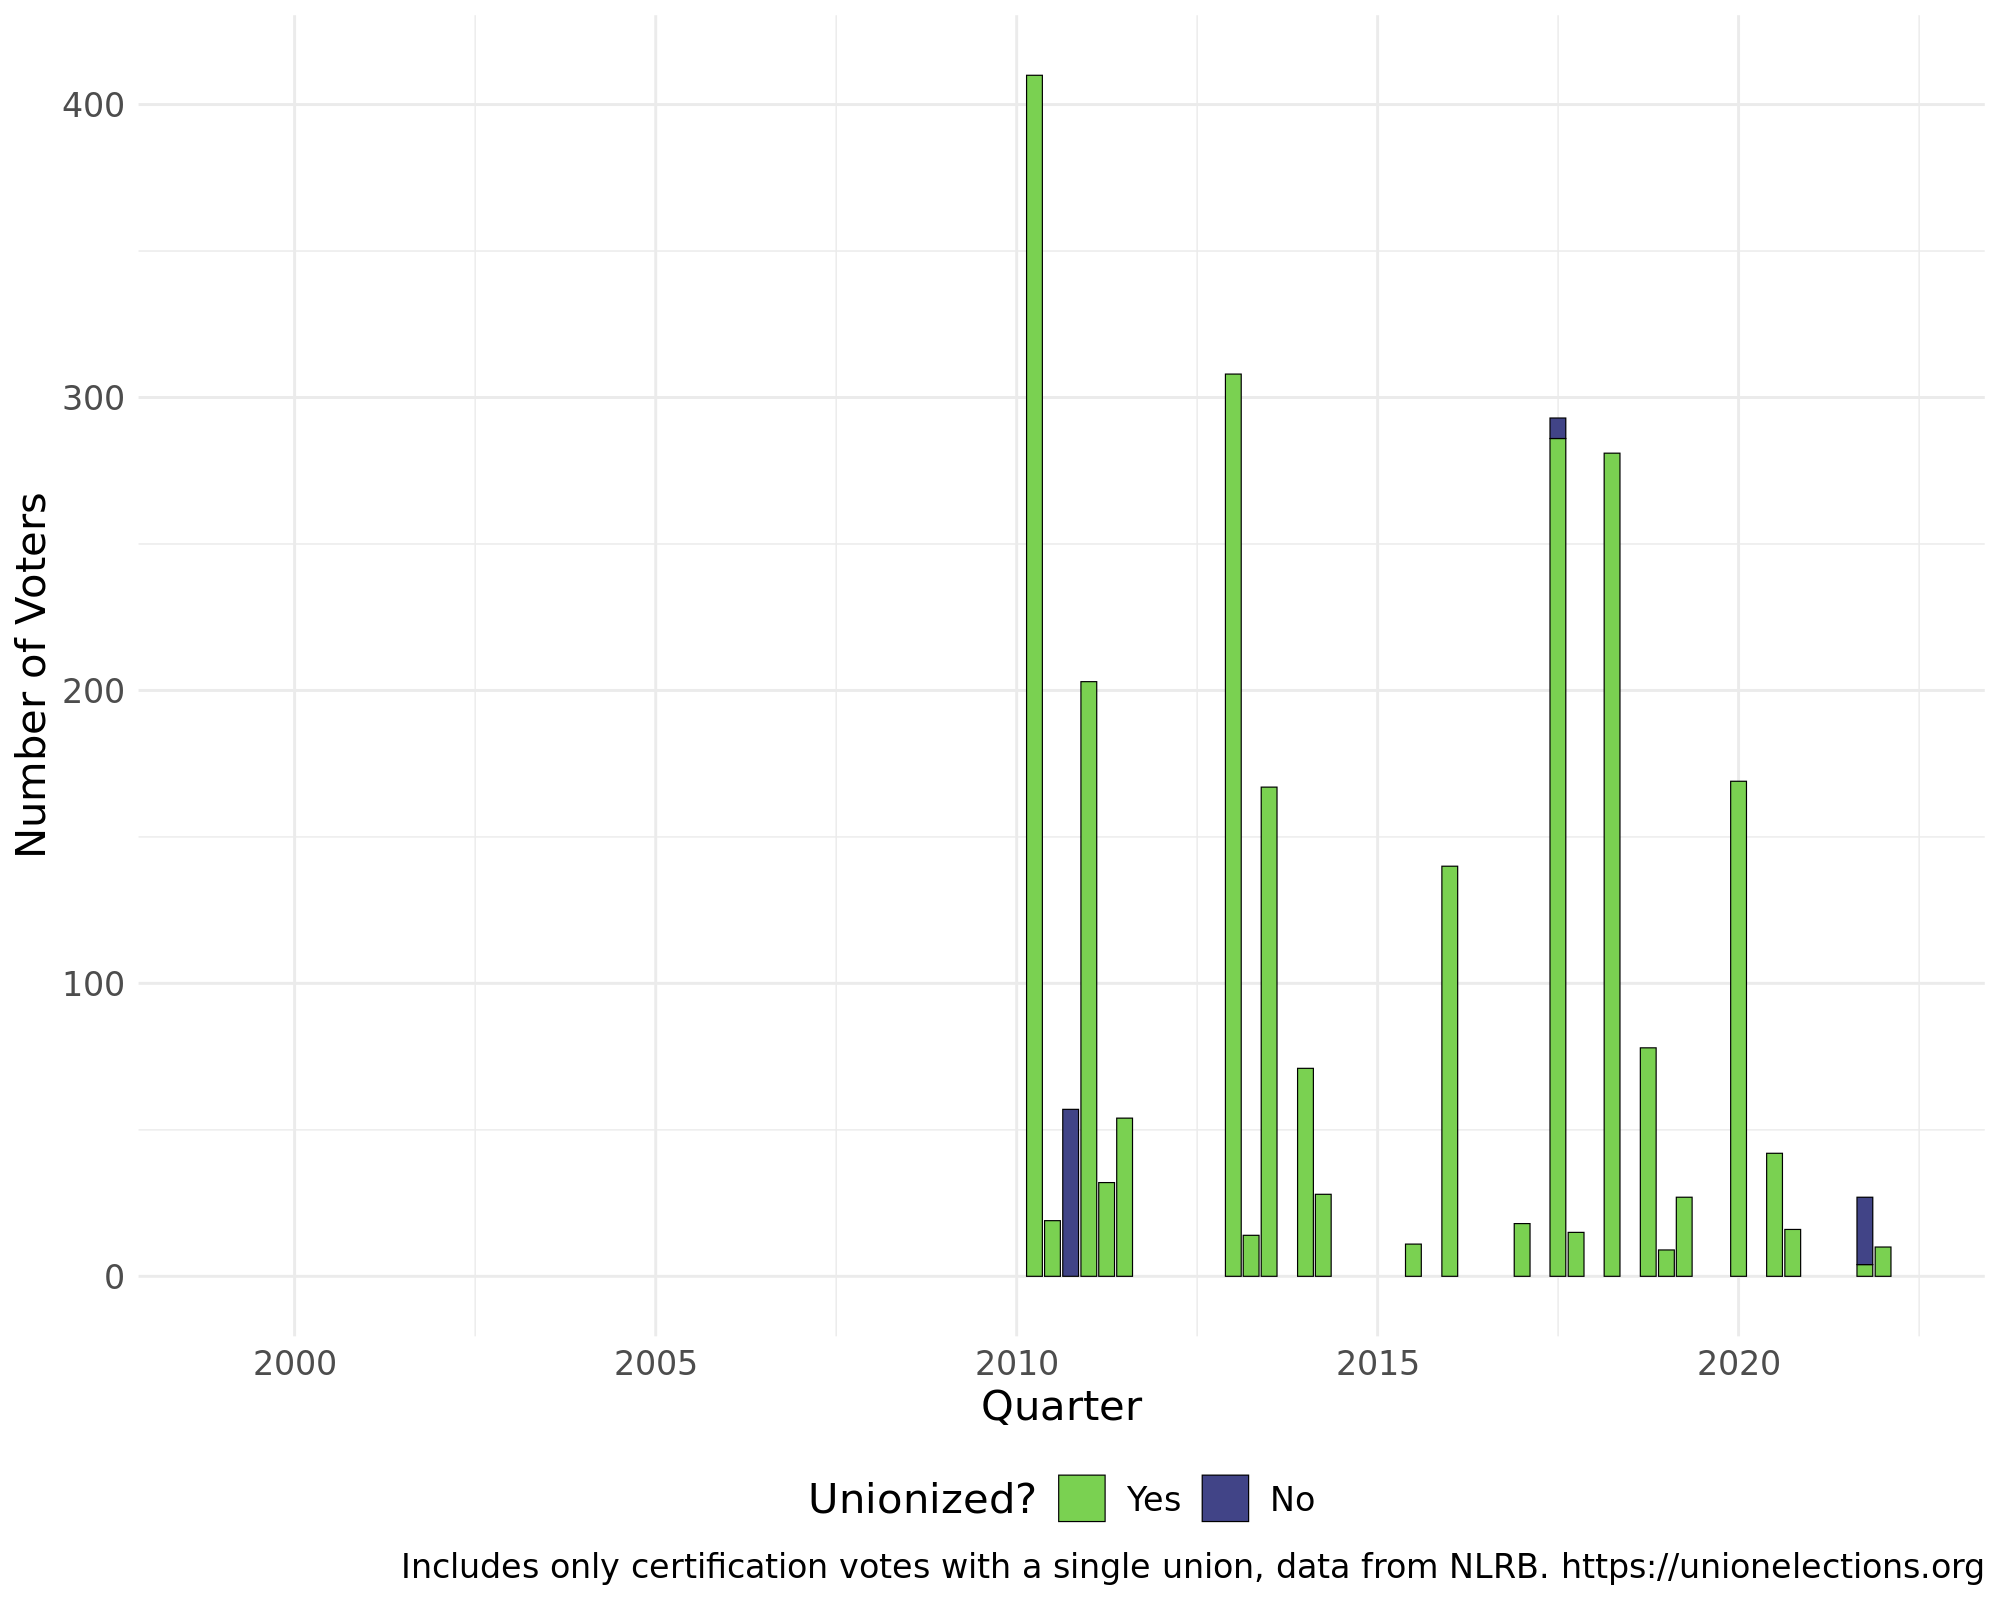 Number of Voters
400
300
200
100
0
2000 2005 2010 2015 2020
Quarter
Unionized? Yes No
Includes only certification votes with a single union, data from NLRB. https://unionelections.org